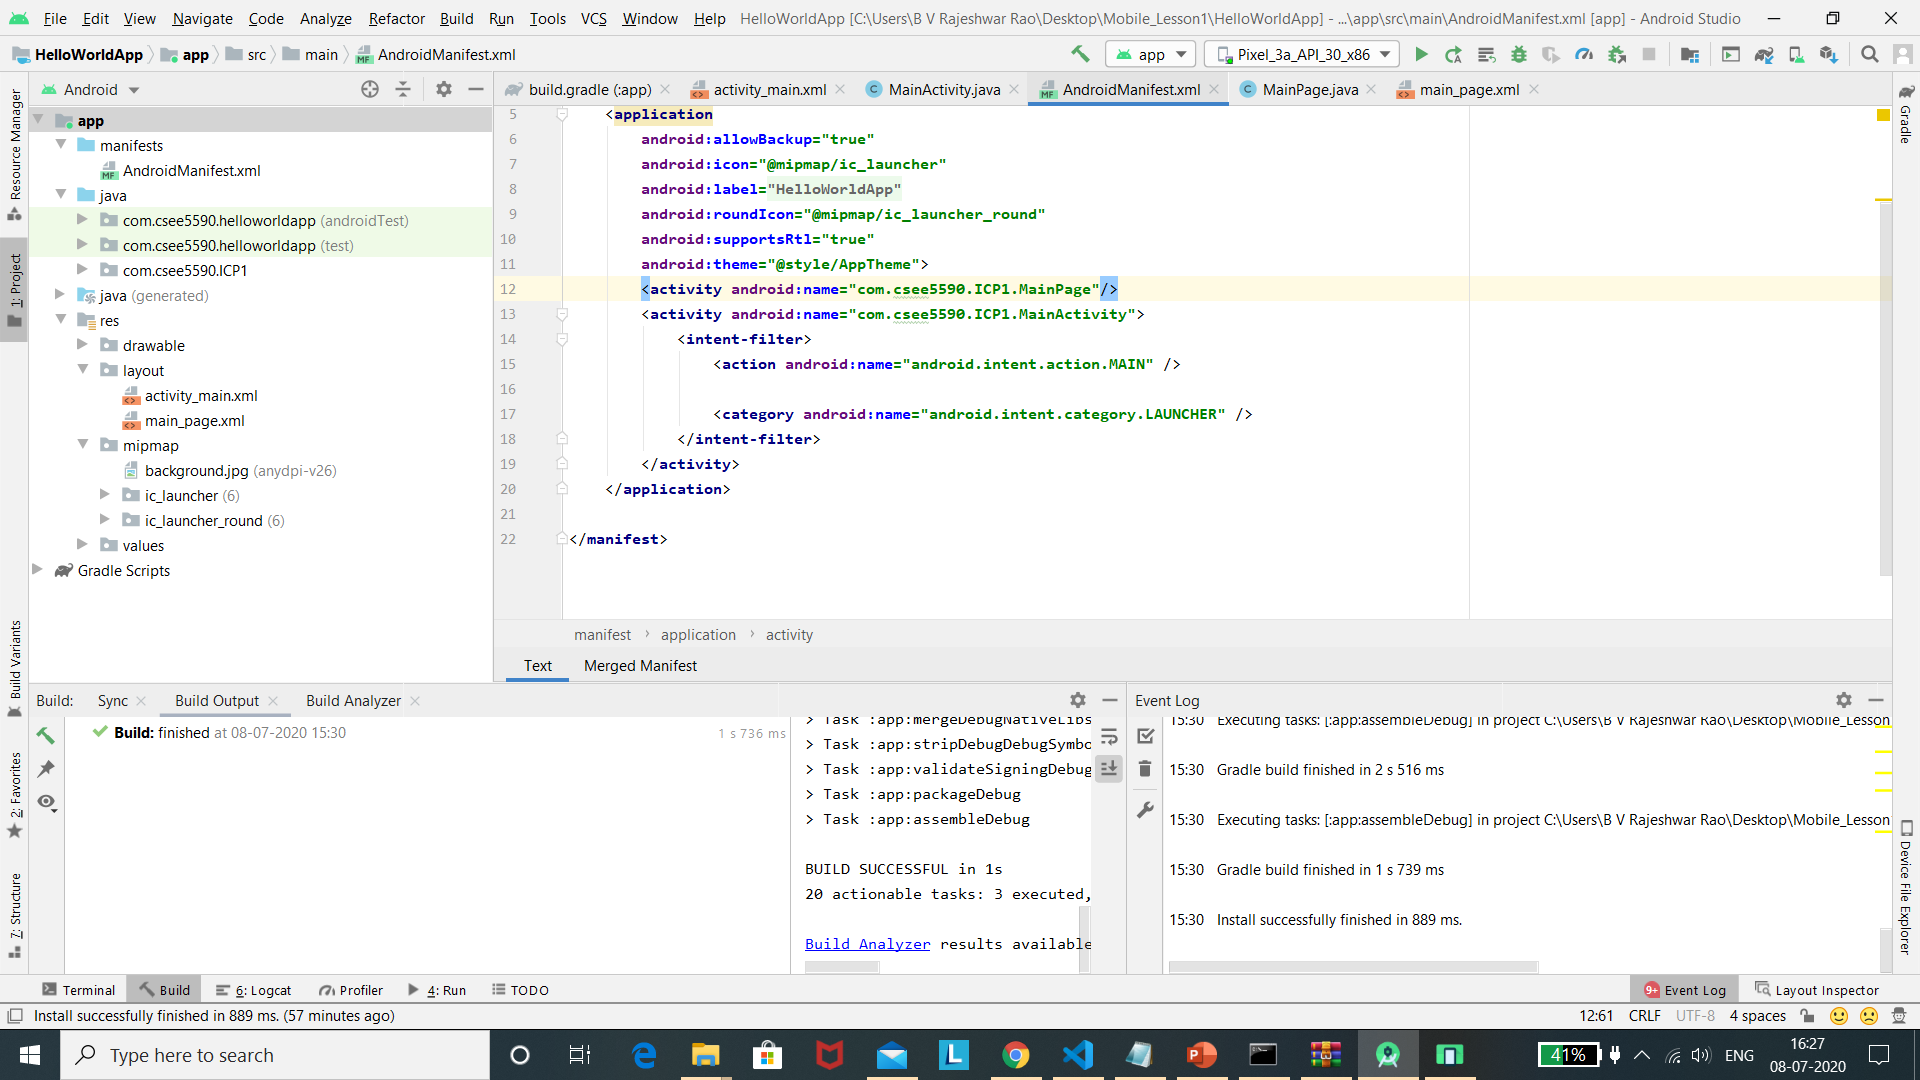 File Edit View Navigate Code Analyze Refactor Build Run Tools VCS Window Help HelloWorldApp [C:\Users\B V Rajeshwar Rao\Desktop\Mobile_Lesson1\HelloWorldApp] - ...\app\src\main\AndroidManifest.xml [app] - Android Studio
HelloWorldApp app src main AndroidManifest.xml app Pixel_3a_API_30_x86
Android build.gradle (:app) activity_main.xml MainActivity.java AndroidManifest.xml MainPage.java main_page.xml
Resource Manager
1: Project
Build Variants
2: Favorites
7: Structure
app
manifests
AndroidManifest.xml
java
com.csee5590.helloworldapp (androidTest)
com.csee5590.helloworldapp (test)
com.csee5590.ICP1
java (generated)
res
drawable
layout
activity_main.xml
main_page.xml
mipmap
background.jpg (anydpi-v26)
ic_launcher (6)
ic_launcher_round (6)
values
Gradle Scripts
5 <application
6 android:allowBackup="true"
7 android:icon="@mipmap/ic_launcher"
8 android:label="HelloWorldApp"
9 android:roundIcon="@mipmap/ic_launcher_round"
10 android:supportsRtl="true"
11 android:theme="@style/AppTheme">
12 <activity android:name="com.csee5590.ICP1.MainPage"/>
13 <activity android:name="com.csee5590.ICP1.MainActivity">
14 <intent-filter>
15 <action android:name="android.intent.action.MAIN" />
16
17 <category android:name="android.intent.category.LAUNCHER" />
18 </intent-filter>
19 </activity>
20 </application>
21
22 </manifest>
manifest › application › activity
Text Merged Manifest
Gradle
Device File Explorer
Build: Sync Build Output Build Analyzer
Build: finished at 08-07-2020 15:30 1 s 736 ms
> Task :app:mergeDebugNativeLibs
> Task :app:stripDebugDebugSymbo
> Task :app:validateSigningDebug
> Task :app:packageDebug
> Task :app:assembleDebug
BUILD SUCCESSFUL in 1s
20 actionable tasks: 3 executed,
Build Analyzer results available
Event Log
15:30 Executing tasks: [:app:assembleDebug] in project C:\Users\B V Rajeshwar Rao\Desktop\Mobile_Lesson
15:30 Gradle build finished in 2 s 516 ms
15:30 Executing tasks: [:app:assembleDebug] in project C:\Users\B V Rajeshwar Rao\Desktop\Mobile_Lesson
15:30 Gradle build finished in 1 s 739 ms
15:30 Install successfully finished in 889 ms.
Terminal Build 6: Logcat Profiler 4: Run TODO 9+ Event Log Layout Inspector
Install successfully finished in 889 ms. (57 minutes ago) 12:61 CRLF UTF-8 4 spaces
Type here to search 41% ENG 16:27
08-07-2020